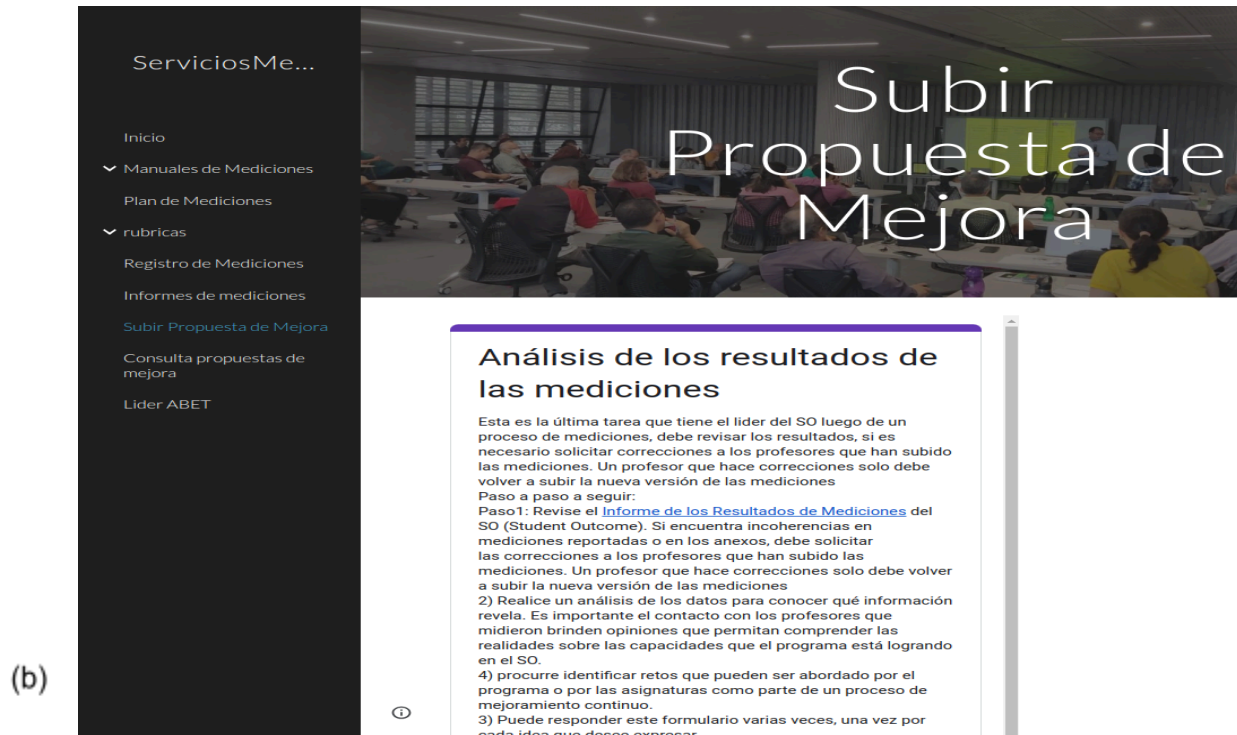 ServiciosMe...
Inicio
Manuales de Mediciones
Plan de Mediciones
rubricas
Registro de Mediciones
Informes de mediciones
Subir Propuesta de Mejora
Consulta propuestas de
mejora
Lider ABET
Subir
Propuesta de
Mejora
Análisis de los resultados de
las mediciones
Esta es la última tarea que tiene el lider del SO luego de un
proceso de mediciones, debe revisar los resultados, si es
necesario solicitar correcciones a los profesores que han subido
las mediciones. Un profesor que hace correcciones solo debe
volver a subir la nueva versión de las mediciones
Paso a paso a seguir:
Paso1: Revise el Informe de los Resultados de Mediciones del
SO (Student Outcome). Si encuentra incoherencias en
mediciones reportadas o en los anexos, debe solicitar
las correcciones a los profesores que han subido las
mediciones. Un profesor que hace correcciones solo debe volver
a subir la nueva versión de las mediciones
2) Realice un análisis de los datos para conocer qué información
revela. Es importante el contacto con los profesores que
midieron brinden opiniones que permitan comprender las
realidades sobre las capacidades que el programa está logrando
en el SO.
4) procurre identificar retos que pueden ser abordado por el
programa o por las asignaturas como parte de un proceso de
mejoramiento continuo.
3) Puede responder este formulario varias veces, una vez por
cada idea que desee expresar
(b)